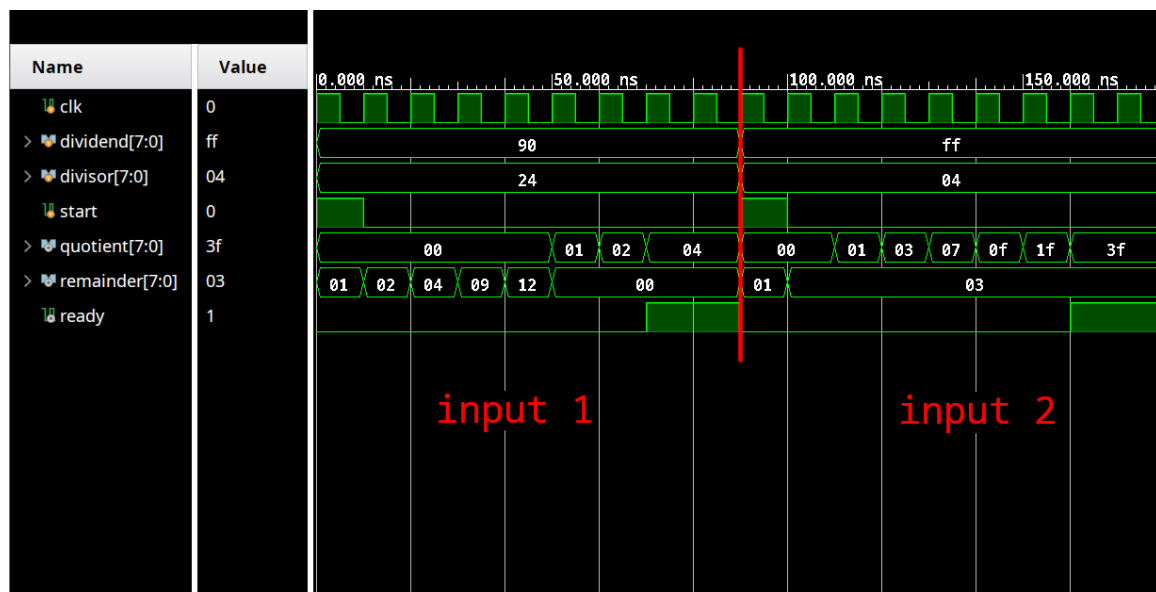 Name Value
0.000 ns 50.000 ns 100.000 ns 150.000 ns
clk 0
dividend[7:0] ff 90 ff
divisor[7:0] 04 24 04
start 0
quotient[7:0] 3f 00 01 02 04 00 01 03 07 0f 1f 3f
remainder[7:0] 03 01 02 04 09 12 00 01 03
ready 1
input 1 input 2